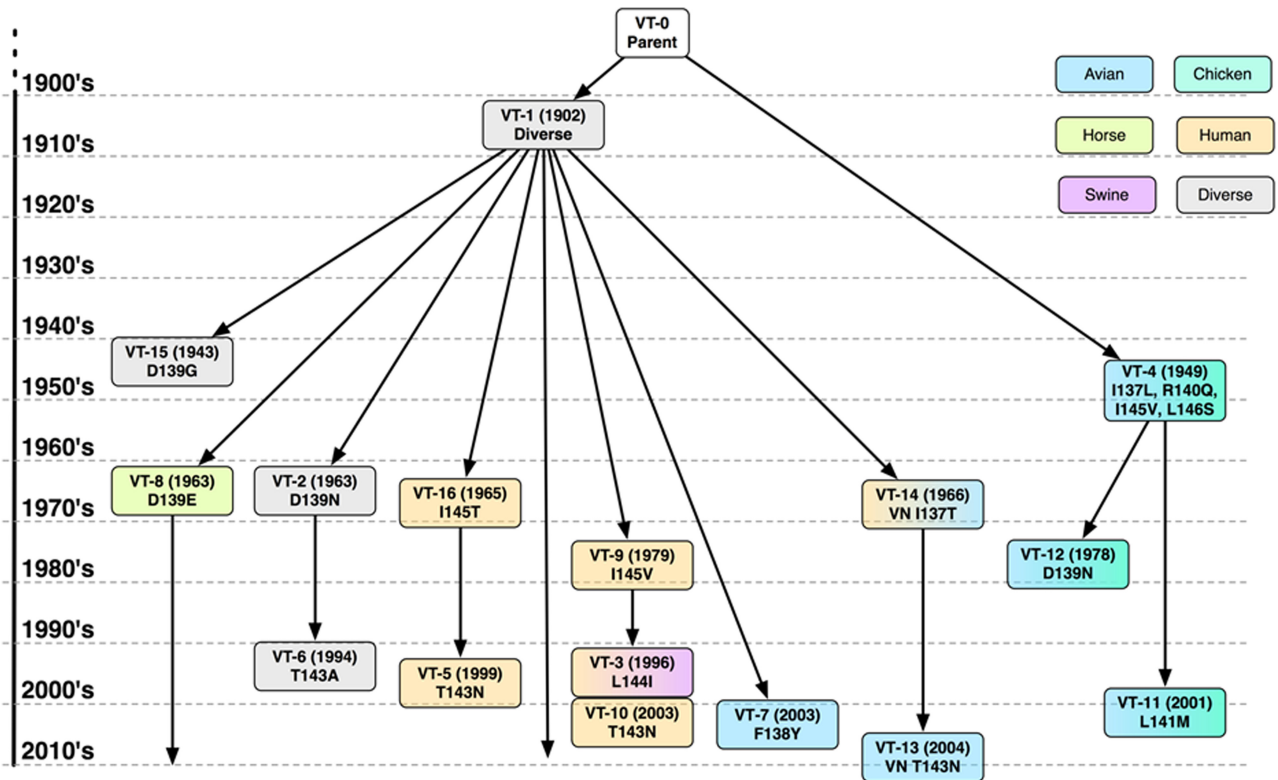 VT-0
Parent
1900's
Avian
Chicken
VT-1 (1902)
Diverse
Horse
Human
1910's
Swine
Diverse
1920's
1930's
1940's
VT-15 (1943)
D139G
VT-4 (1949)
I137L, R140Q,
I145V, L146S
1950's
1960's
VT-8 (1963)
D139E
VT-2 (1963)
D139N
VT-16 (1965)
I145T
VT-14 (1966)
VN I137T
1970's
VT-9 (1979)
I145V
VT-12 (1978)
D139N
1980's
1990's
VT-6 (1994)
T143A
VT-5 (1999)
T143N
VT-3 (1996)
L144I
2000's
VT-10 (2003)
T143N
VT-7 (2003)
F138Y
VT-11 (2001)
L141M
2010's
VT-13 (2004)
VN T143N